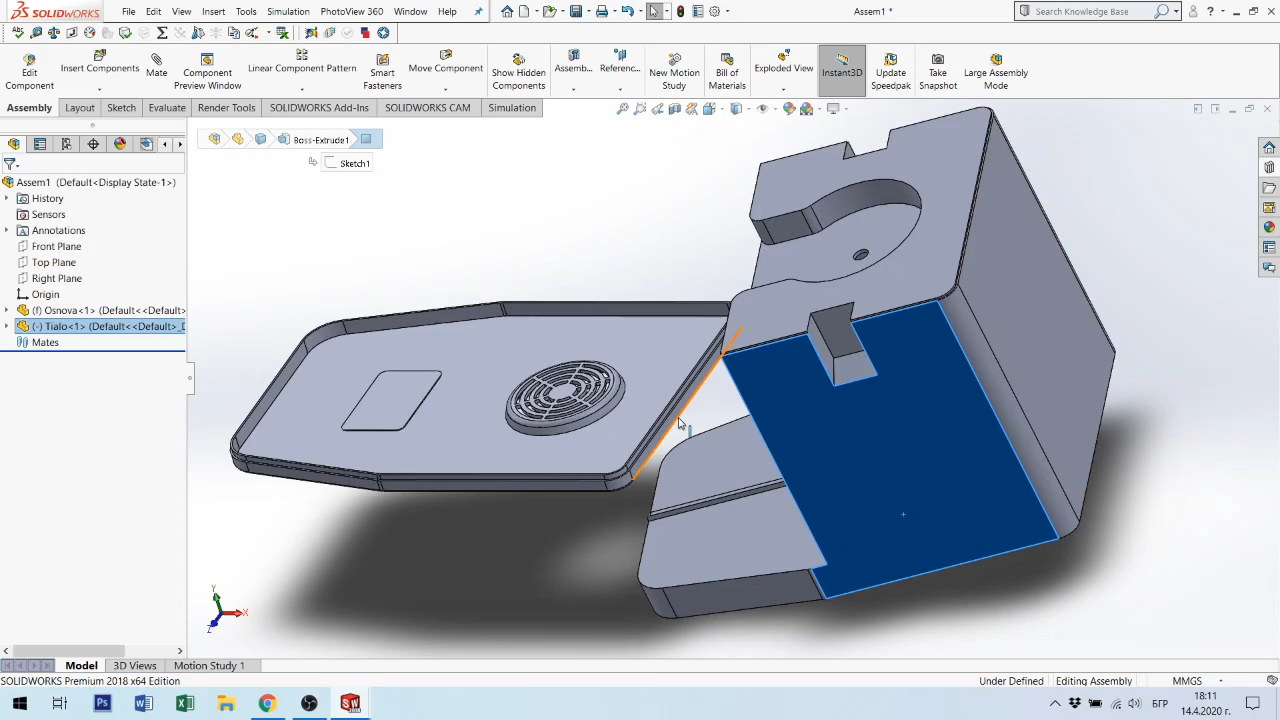 SOLIDWORKS File Edit View Insert Tools Simulation PhotoView 360 Window Help Assem1 * Search Knowledge Base
Edit Component
Insert Components
Mate
Component Preview Window
Linear Component Pattern
Smart Fasteners
Move Component
Show Hidden Components
Assemb...
Referenc...
New Motion Study
Bill of Materials
Exploded View
Instant3D
Update Speedpak
Take Snapshot
Large Assembly Mode
Assembly Layout Sketch Evaluate Render Tools SOLIDWORKS Add-Ins SOLIDWORKS CAM Simulation
Boss-Extrude1
Sketch1
Assem1 (Default<Display State-1>)
History
Sensors
Annotations
Front Plane
Top Plane
Right Plane
Origin
(f) Osnova<1> (Default<<Default>
(-) Tialo<1> (Default<<Default>_D
Mates
Y
X
Z
Model 3D Views Motion Study 1
SOLIDWORKS Premium 2018 x64 Edition Under Defined Editing Assembly MMGS
БГР 18:11
14.4.2020 г.